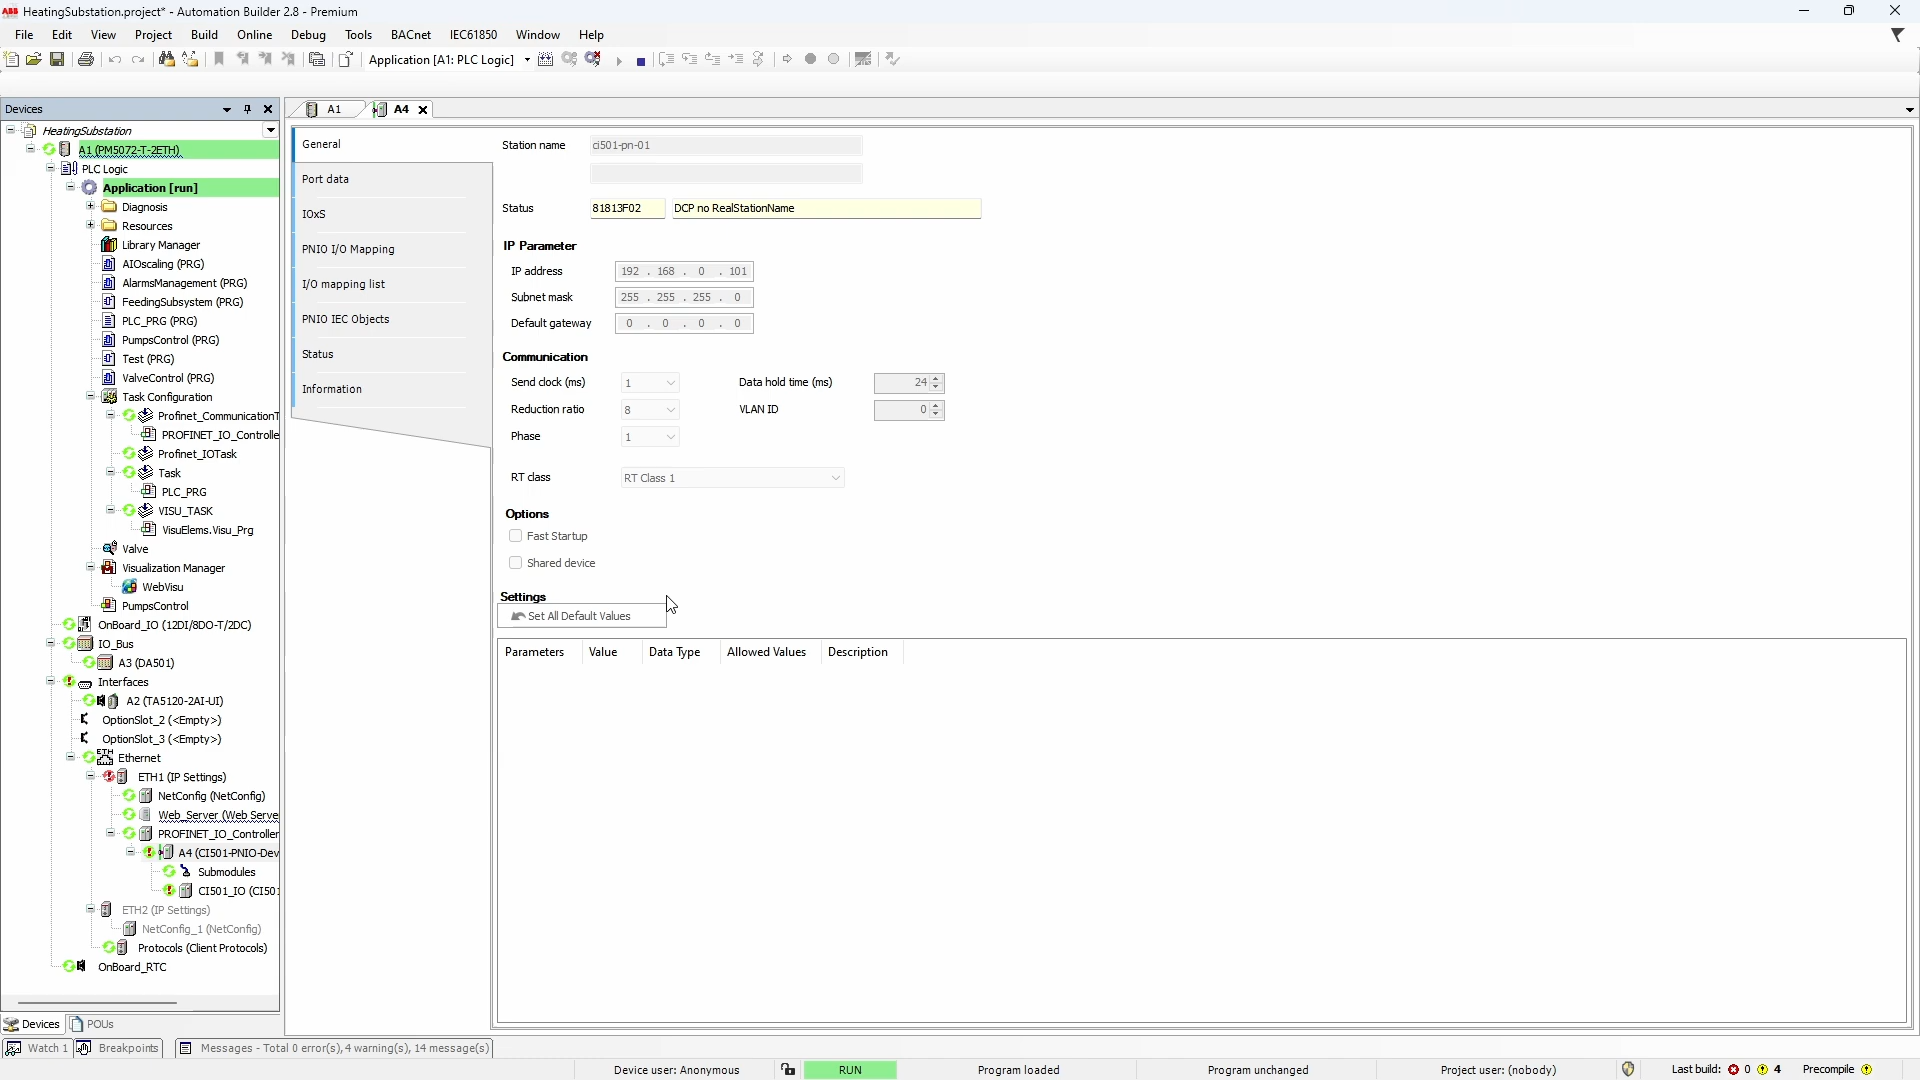 HeatingSubstation.project* - Automation Builder 2.8 - Premium
File Edit View Project Build Online Debug Tools BACnet IEC61850 Window Help
Application [A1: PLC Logic]
Devices
A1
A4
HeatingSubstation
A1 (PM5072-T-2ETH)
PLC Logic
Application [run]
Diagnosis
Resources
Library Manager
AIOscaling (PRG)
AlarmsManagement (PRG)
FeedingSubsystem (PRG)
PLC_PRG (PRG)
PumpsControl (PRG)
Test (PRG)
ValveControl (PRG)
Task Configuration
Profinet_CommunicationT
PROFINET_IO_Controlle
Profinet_IOTask
Task
PLC_PRG
VISU_TASK
VisuElems.Visu_Prg
Valve
Visualization Manager
WebVisu
PumpsControl
OnBoard_IO (12DI/8DO-T/2DC)
IO_Bus
A3 (DA501)
Interfaces
A2 (TA5120-2AI-UI)
OptionSlot_2 (<Empty>)
OptionSlot_3 (<Empty>)
ETH
Ethernet
ETH1 (IP Settings)
NetConfig (NetConfig)
Web_Server (Web Serve
PROFINET_IO_Controller
A4 (CI501-PNIO-Dev
Submodules
CI501_IO (CI501
ETH2 (IP Settings)
NetConfig_1 (NetConfig)
Protocols (Client Protocols)
OnBoard_RTC
General
Port data
IOxS
PNIO I/O Mapping
I/O mapping list
PNIO IEC Objects
Status
Information
Station name ci501-pn-01
Status 81813F02 DCP no RealStationName
IP Parameter
IP address 192 . 168 . 0 . 101
Subnet mask 255 . 255 . 255 . 0
Default gateway 0 . 0 . 0 . 0
Communication
Send clock (ms) 1 Data hold time (ms) 24
Reduction ratio 8 VLAN ID 0
Phase 1
RT class RT Class 1
Options
Fast Startup
Shared device
Settings
Set All Default Values
Parameters Value Data Type Allowed Values Description
Devices POUs
Watch 1 Breakpoints Messages - Total 0 error(s), 4 warning(s), 14 message(s)
Device user: Anonymous RUN Program loaded Program unchanged Project user: (nobody) Last build: 0 4 Precompile